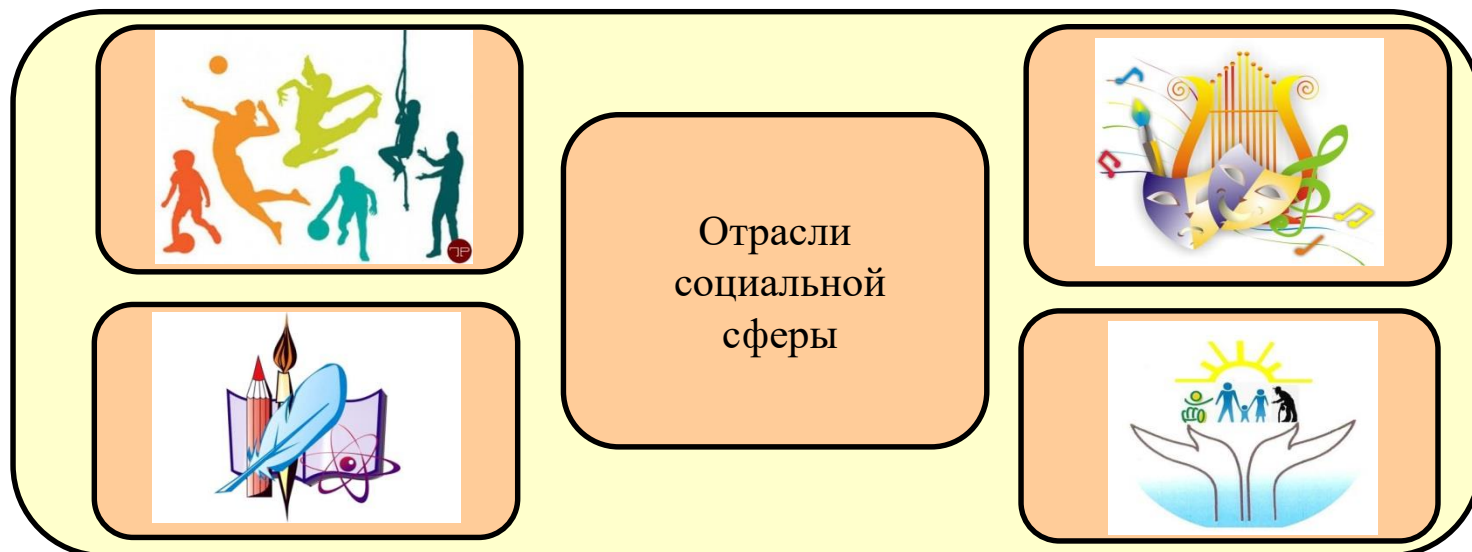 Отрасли
социальной
сферы